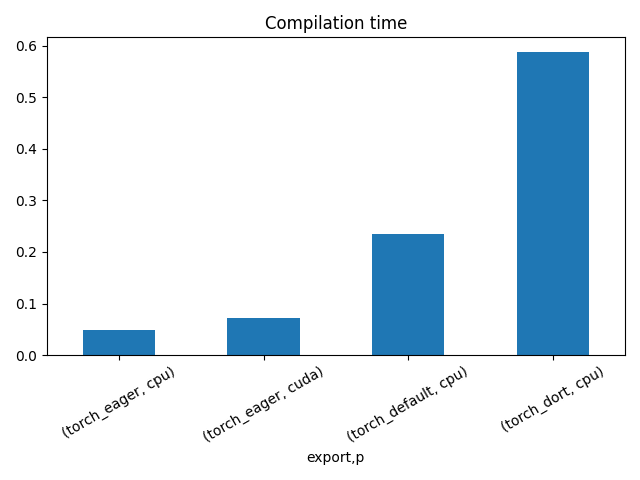 Compilation time
0.6
0.5
0.4
0.3
0.2
0.1
0.0
(torch_eager, cpu)
(torch_eager, cuda)
(torch_default, cpu)
(torch_dort, cpu)
export,p